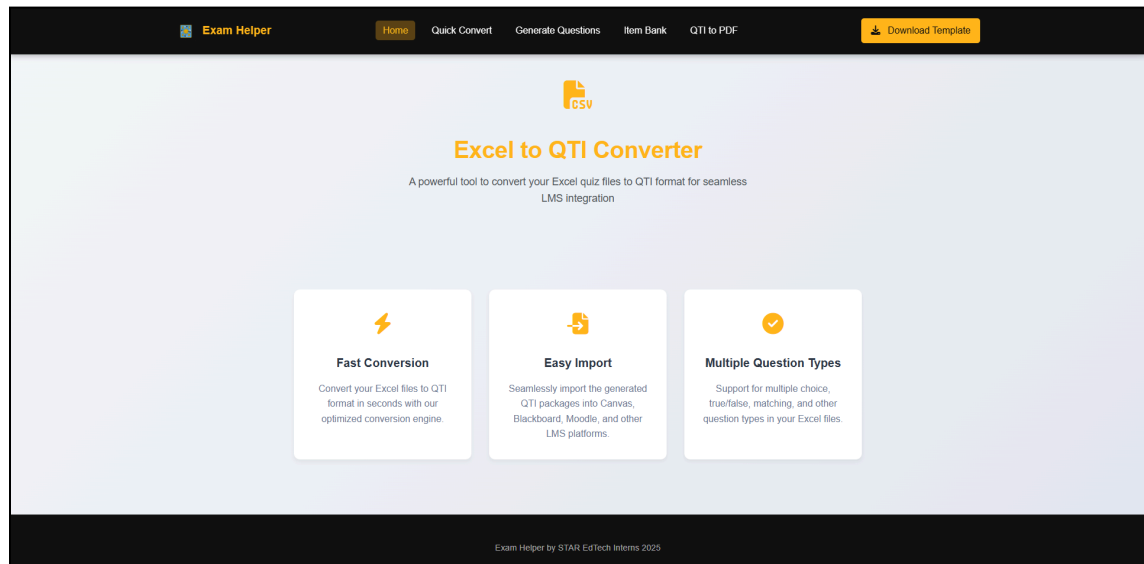 Exam Helper
Home
Quick Convert
Generate Questions
Item Bank
QTI to PDF
Download Template
CSV
Excel to QTI Converter
A powerful tool to convert your Excel quiz files to QTI format for seamless
LMS integration
Fast Conversion
Convert your Excel files to QTI
format in seconds with our
optimized conversion engine.
Easy Import
Seamlessly import the generated
QTI packages into Canvas,
Blackboard, Moodle, and other
LMS platforms.
Multiple Question Types
Support for multiple choice,
true/false, matching, and other
question types in your Excel files.
Exam Helper by STAR EdTech Interns 2025